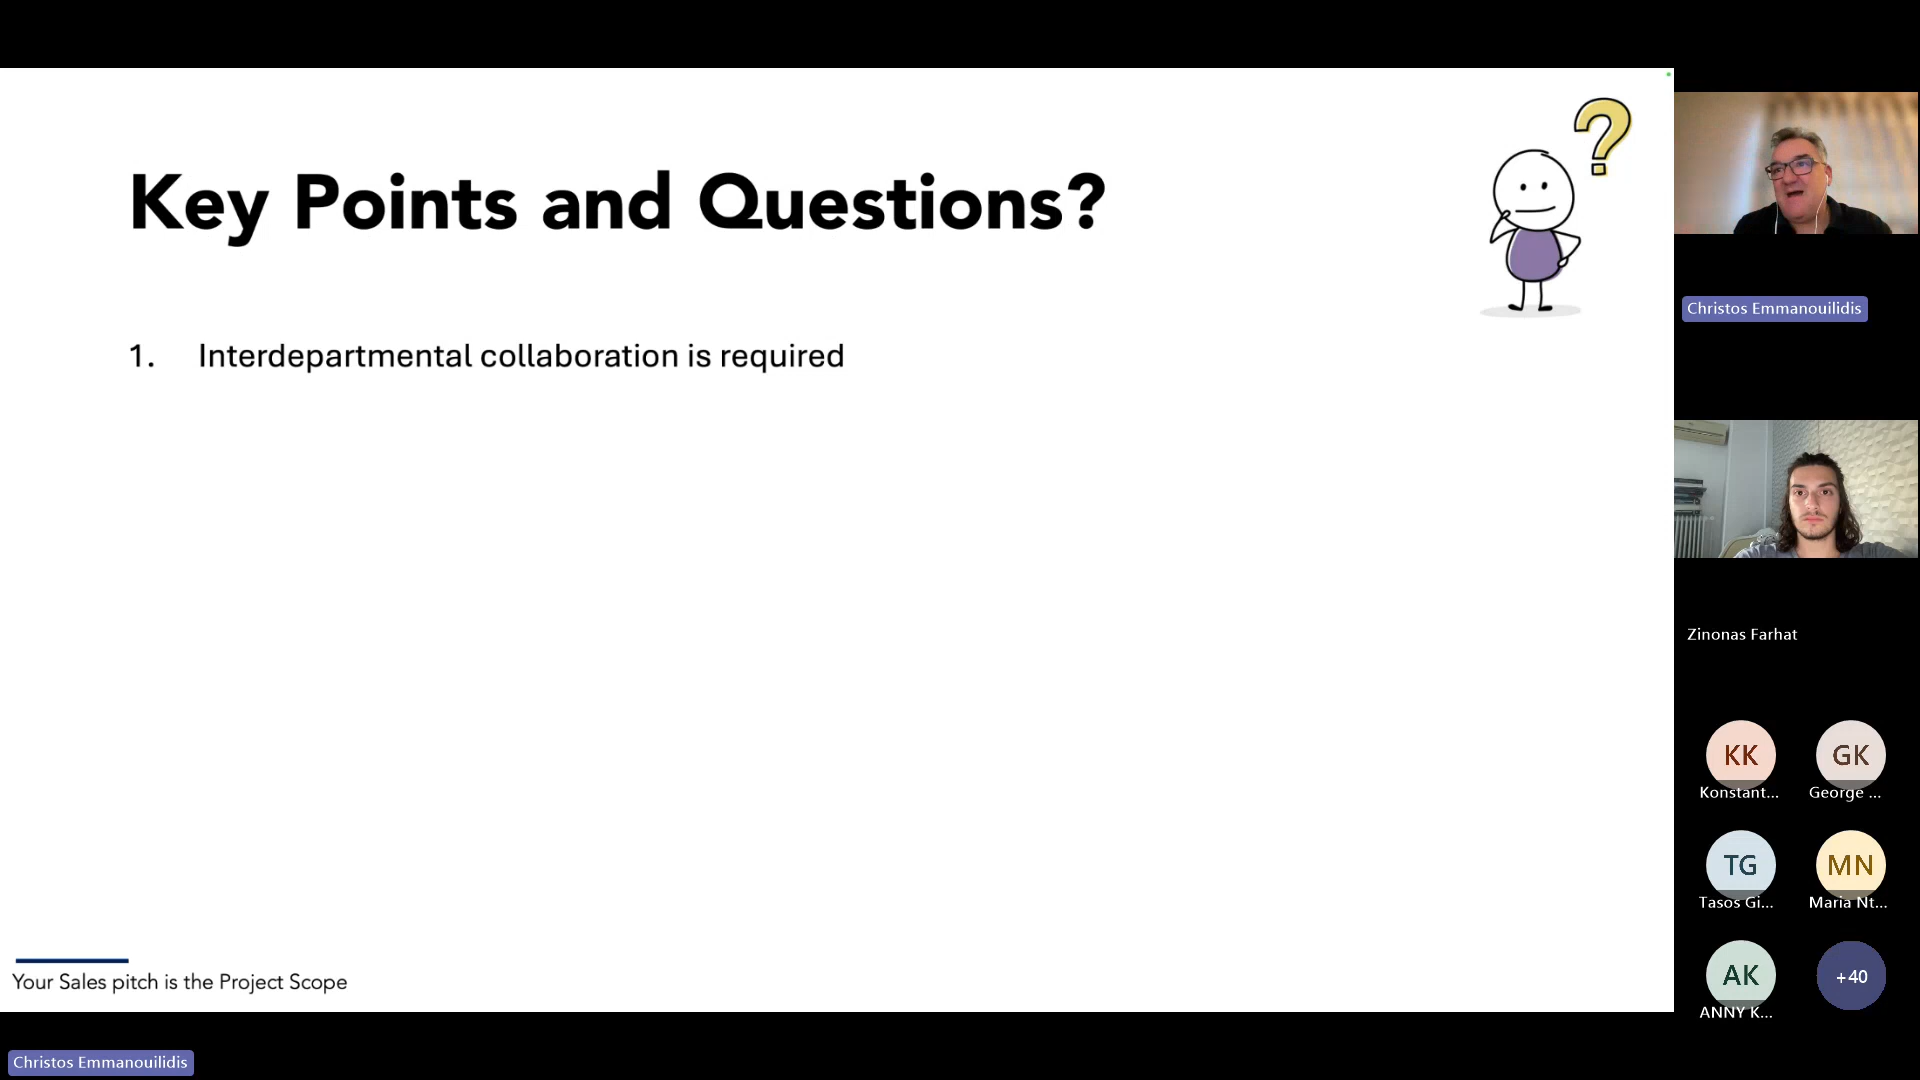 Key Points and Questions?
1. Interdepartmental collaboration is required
Your Sales pitch is the Project Scope
Christos Emmanouilidis
Zinonas Farhat
KK
GK
Konstant...
George ...
TG
MN
Tasos Gi...
Maria Nt...
AK
+40
ANNY K...
Christos Emmanouilidis